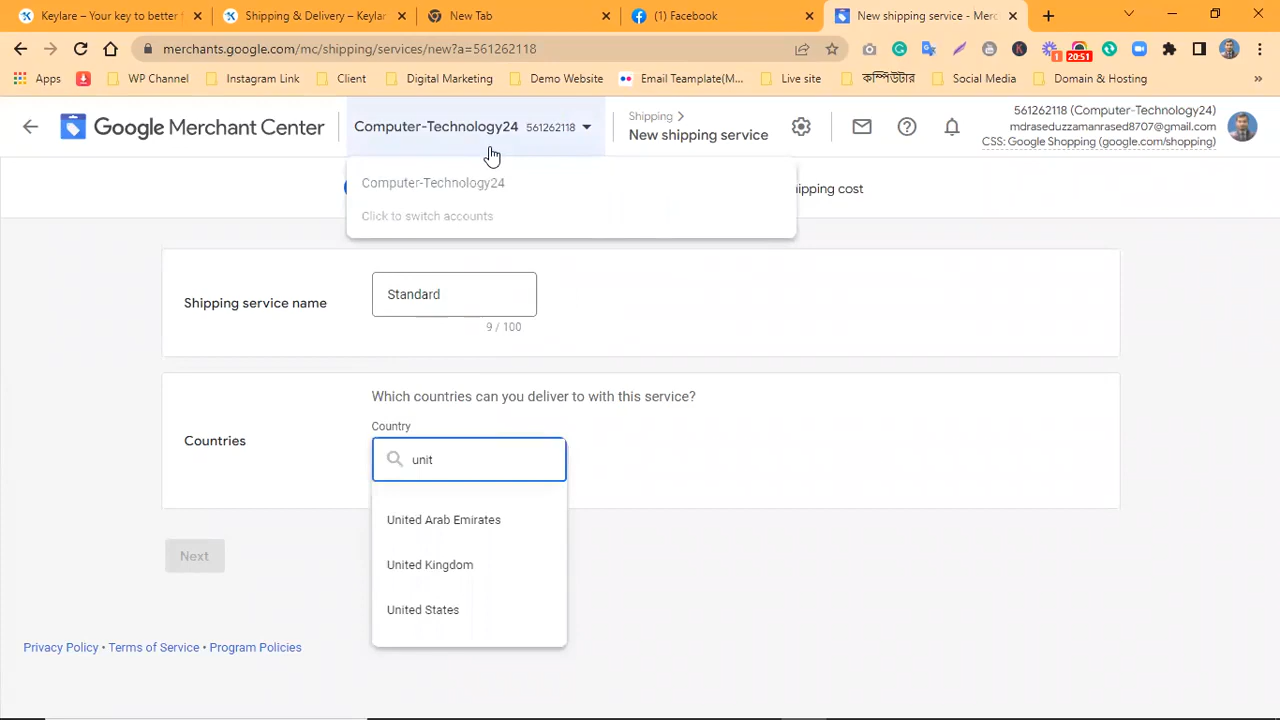 Keylare – Your key to better f
Shipping & Delivery – Keylar
New Tab
(1) Facebook
New shipping service - Merc
merchants.google.com/mc/shipping/services/new?a=561262118
Apps
WP Channel
Instagram Link
Client
Digital Marketing
Demo Website
Email Teamplate(M...
Live site
কম্পিউটার
Social Media
Domain & Hosting
1
20:51
Google Merchant Center
Computer-Technology24 561262118
Shipping
New shipping service
561262118 (Computer-Technology24)
mdraseduzzamanrased8707@gmail.com
CSS: Google Shopping (google.com/shopping)
Computer-Technology24
Click to switch accounts
ipping cost
Shipping service name
Standard
9 / 100
Countries
Which countries can you deliver to with this service?
Country
unit
United Arab Emirates
United Kingdom
United States
Next
Privacy Policy • Terms of Service • Program Policies